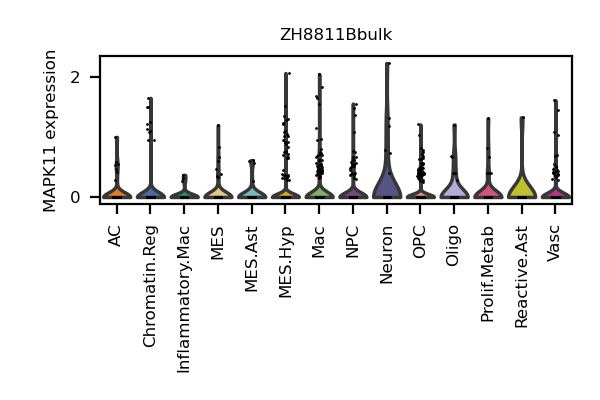 ZH8811Bbulk
MAPK11 expression
2
0
AC
Chromatin.Reg
Inflammatory.Mac
MES
MES.Ast
MES.Hyp
Mac
NPC
Neuron
OPC
Oligo
Prolif.Metab
Reactive.Ast
Vasc